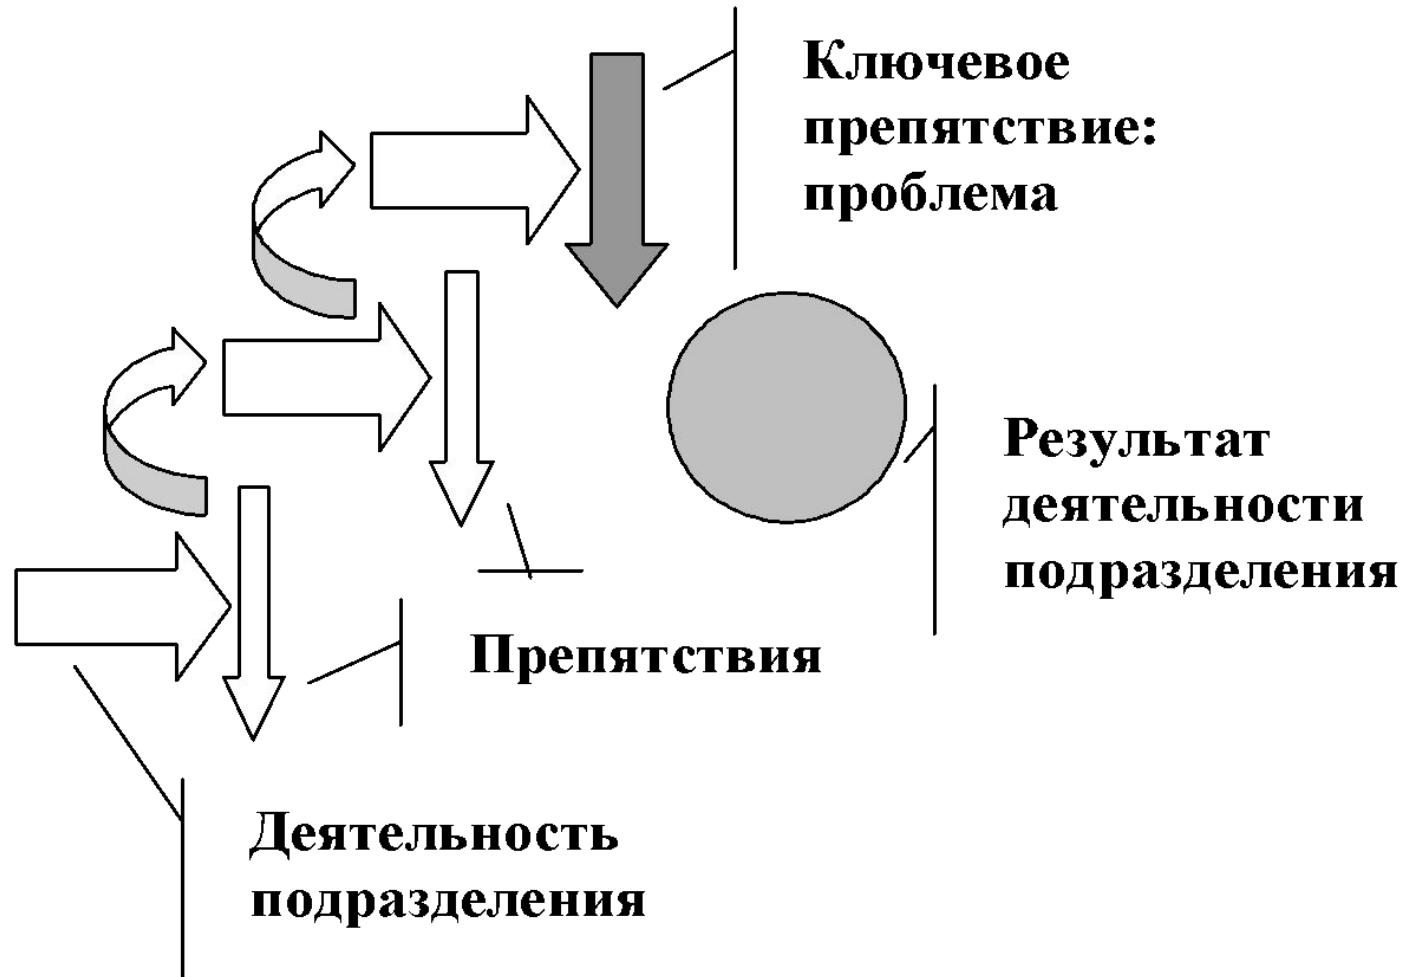 Ключевое
препятствие:
проблема
Результат
деятельности
подразделения
Препятствия
Деятельность
подразделения